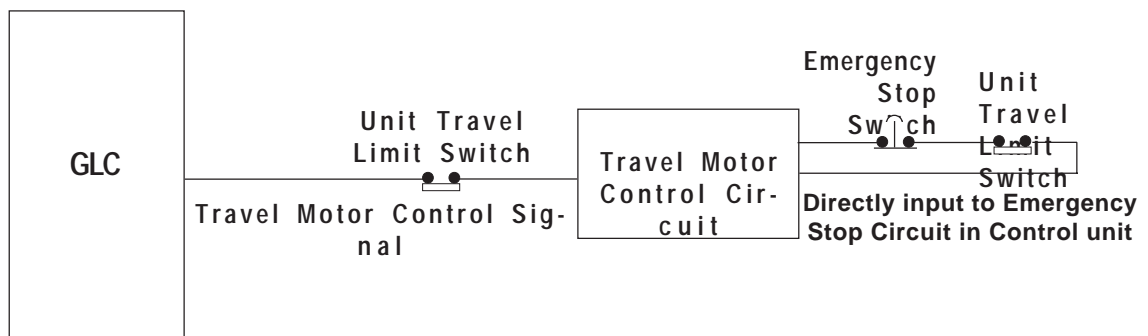 GLC
Unit Travel
Limit Switch
Travel Motor Control Sig-
nal
Travel Motor
Control Cir-
cuit
Emergency
Stop
Switch
Unit
Travel
Limit
Switch
Directly input to Emergency
Stop Circuit in Control unit